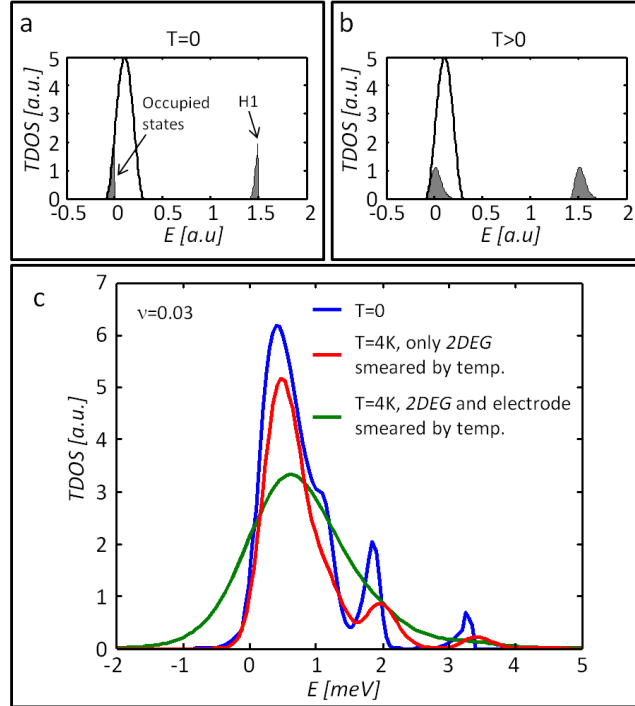 a
T=0
5
4
3
2
1
0
TDOS [a.u.]
Occupied
states
H1
-0.5
0
0.5
1
1.5
2
E [a.u]
b
T>0
5
4
3
2
1
0
TDOS [a.u.]
-0.5
0
0.5
1
1.5
2
E [a.u]
c
ν=0.03
7
6
5
4
3
2
1
0
TDOS [a.u.]
T=0
T=4K, only 2DEG
smeared by temp.
T=4K, 2DEG and electrode
smeared by temp.
-2
-1
0
1
2
3
4
5
E [meV]